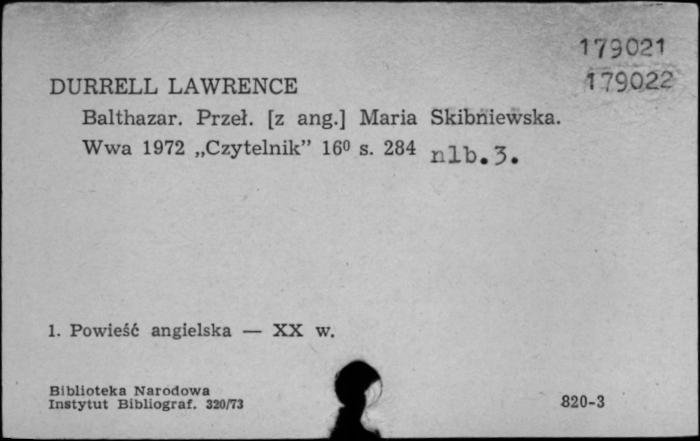 179021
179022
DURRELL LAWRENCE
Balthazar. Przeł. [z ang.] Maria Skibniewska.
Wwa 1972 „Czytelnik” 16⁰ s. 284 nlb.3.
1. Powieść angielska — XX w.
Biblioteka Narodowa
Instytut Bibliograf. 320/73
820-3